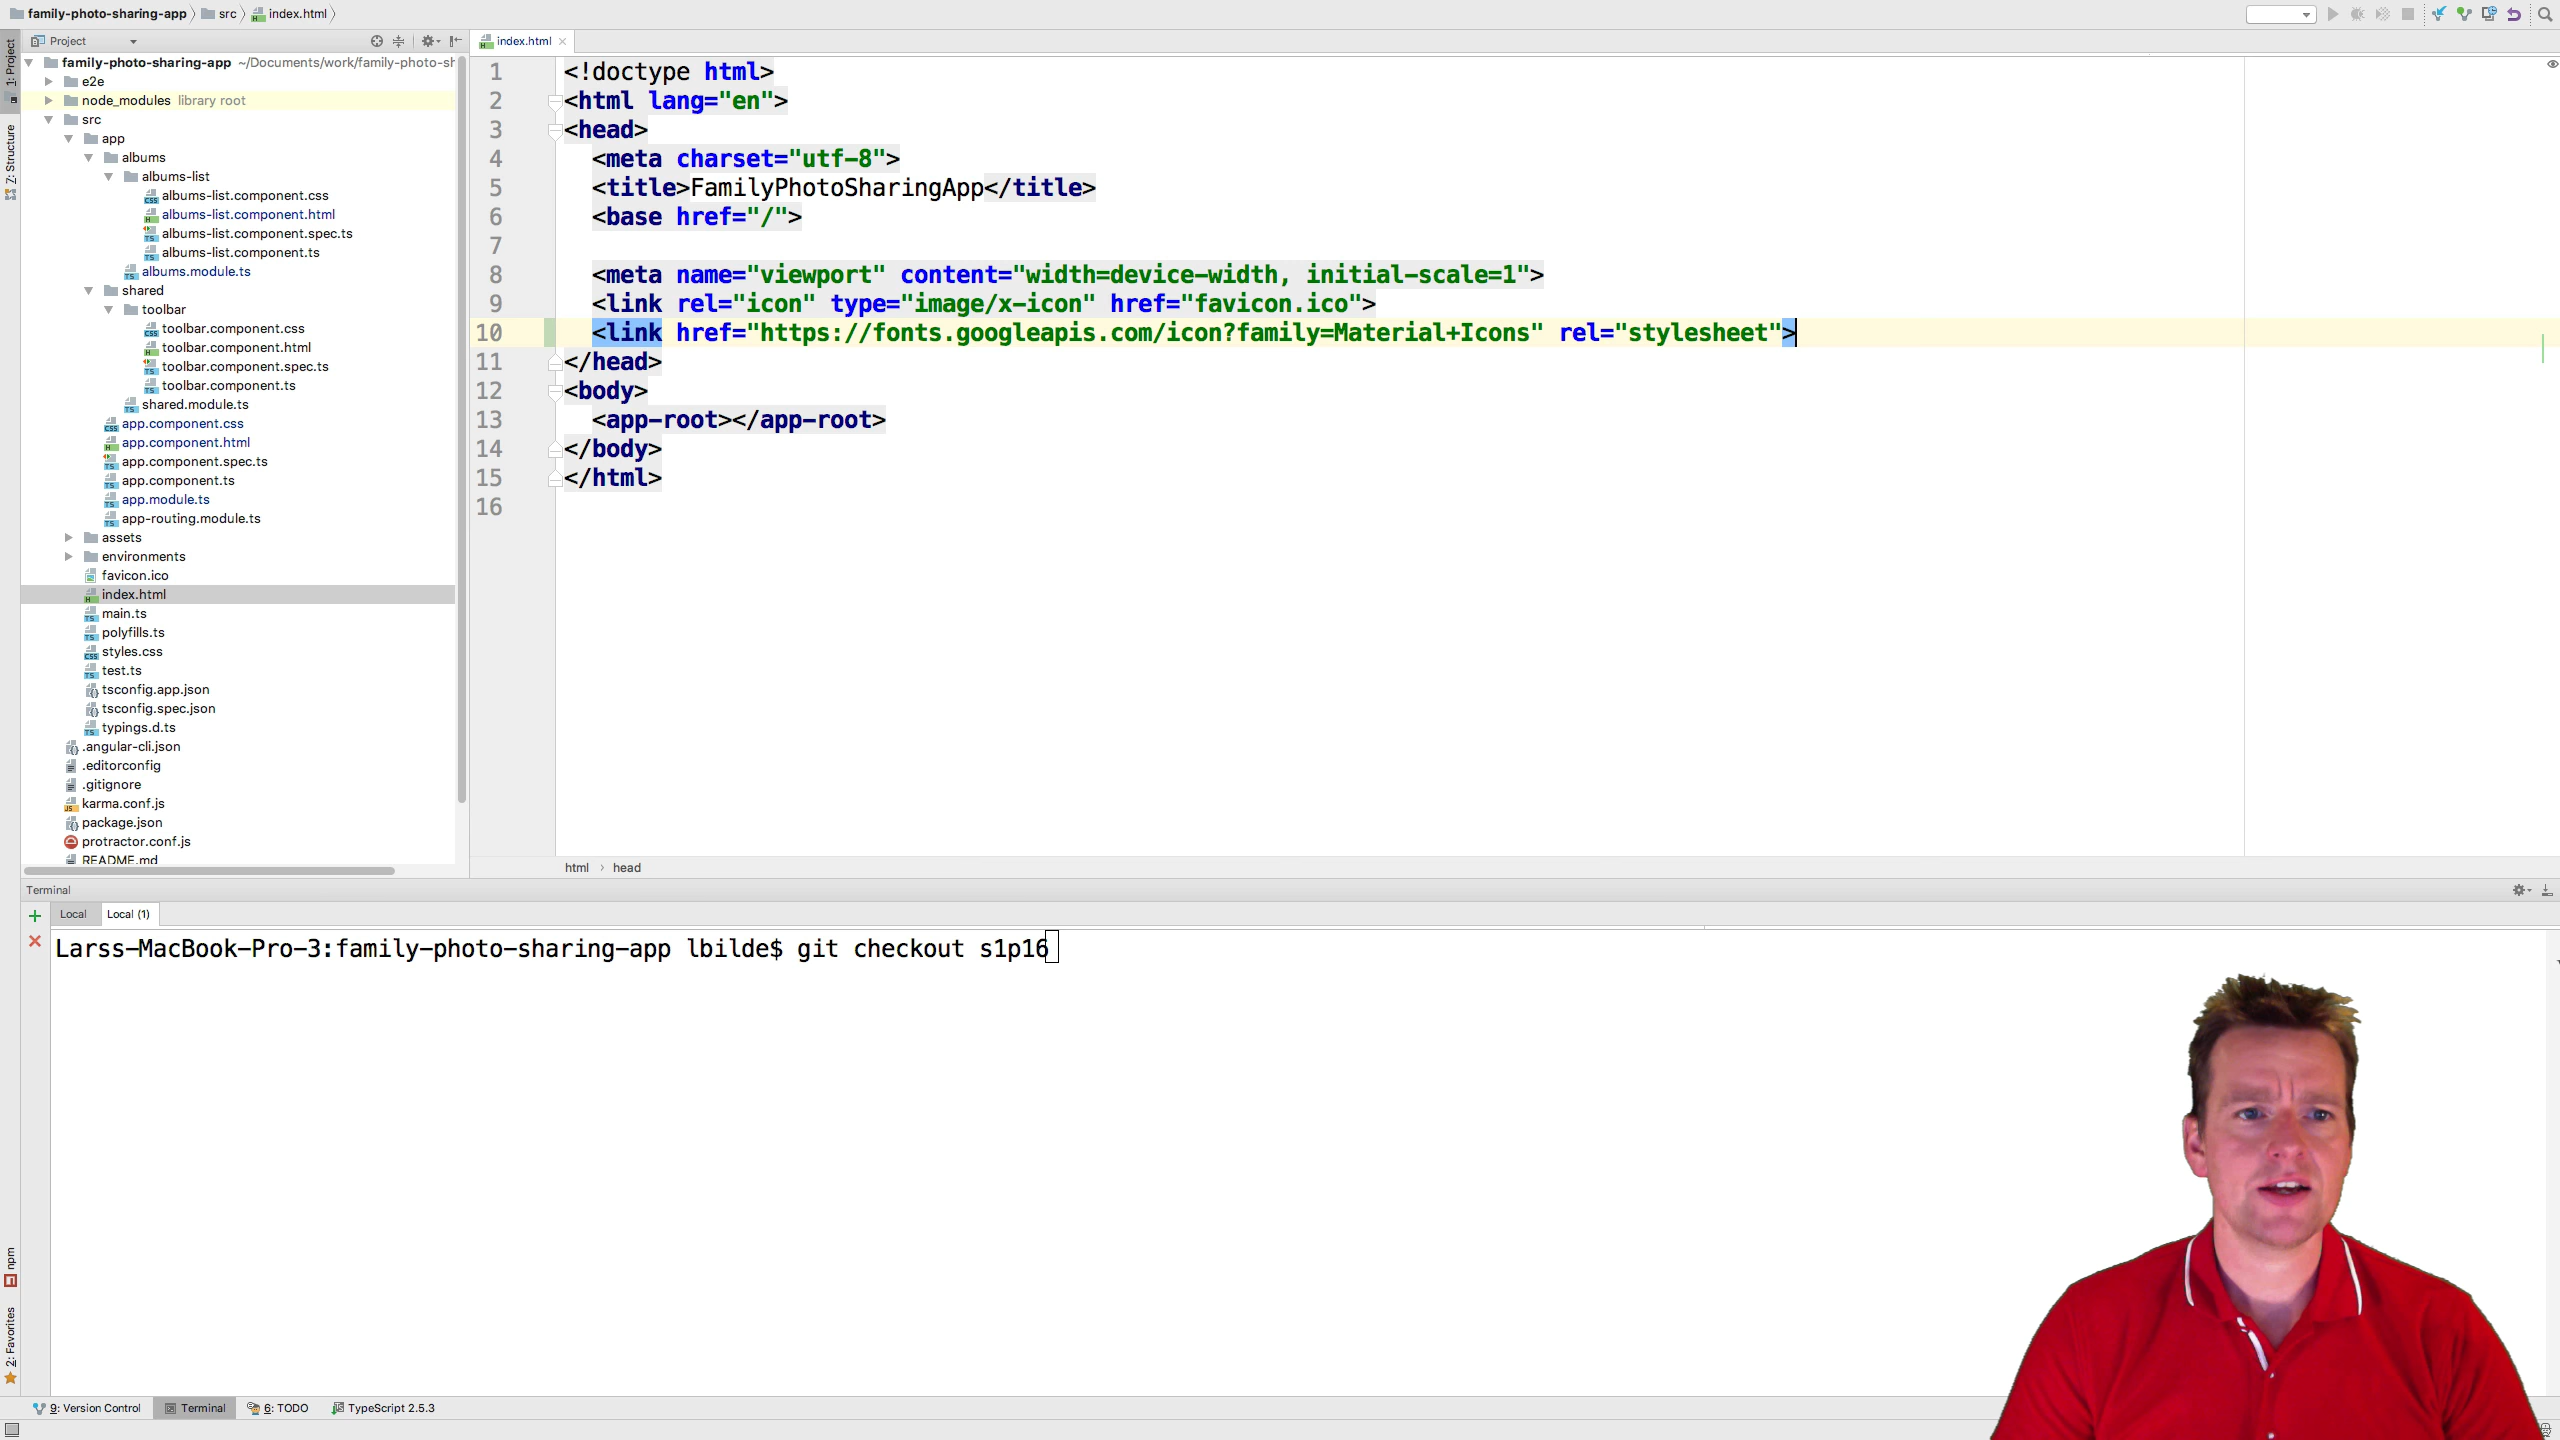 family-photo-sharing-app
src
index.html
1: Project
Z: Structure
npm
2: Favorites
Project
family-photo-sharing-app ~/Documents/work/family-photo-sh
e2e
node_modules library root
src
app
albums
albums-list
albums-list.component.css
albums-list.component.html
albums-list.component.spec.ts
albums-list.component.ts
albums.module.ts
shared
toolbar
toolbar.component.css
toolbar.component.html
toolbar.component.spec.ts
toolbar.component.ts
shared.module.ts
app.component.css
app.component.html
app.component.spec.ts
app.component.ts
app.module.ts
app-routing.module.ts
assets
environments
favicon.ico
index.html
main.ts
polyfills.ts
styles.css
test.ts
tsconfig.app.json
tsconfig.spec.json
typings.d.ts
.angular-cli.json
.editorconfig
.gitignore
karma.conf.js
package.json
protractor.conf.js
README.md
index.html
1 <!doctype html>
2 <html lang="en">
3 <head>
4 <meta charset="utf-8">
5 <title>FamilyPhotoSharingApp</title>
6 <base href="/">
7
8 <meta name="viewport" content="width=device-width, initial-scale=1">
9 <link rel="icon" type="image/x-icon" href="favicon.ico">
10 <link href="https://fonts.googleapis.com/icon?family=Material+Icons" rel="stylesheet">
11 </head>
12 <body>
13 <app-root></app-root>
14 </body>
15 </html>
16
html › head
Terminal
Local
Local (1)
Larss-MacBook-Pro-3:family-photo-sharing-app lbilde$ git checkout s1p16
9: Version Control
Terminal
6: TODO
TypeScript 2.5.3